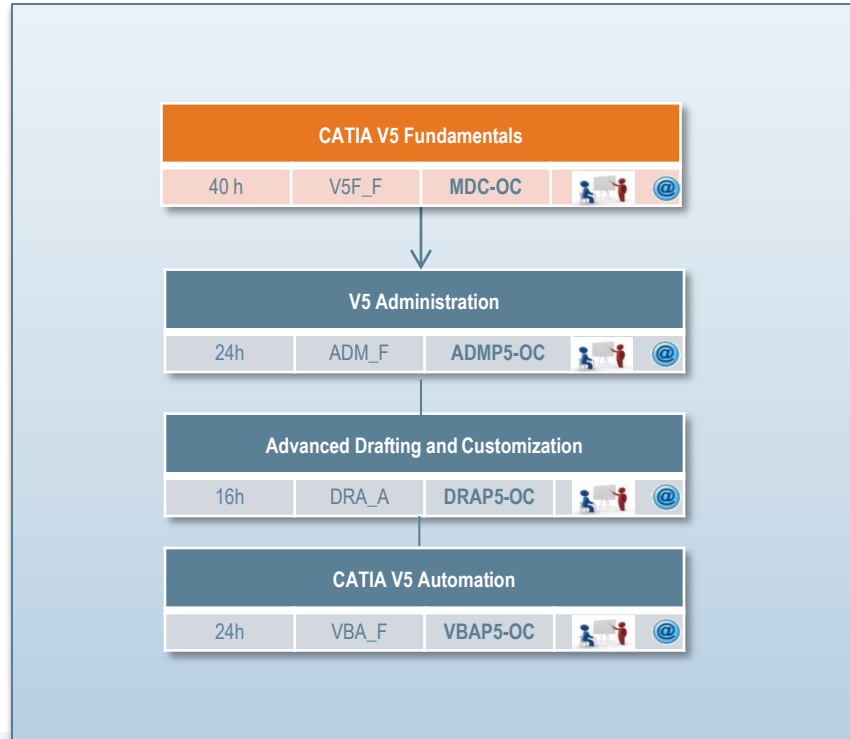 CATIA V5 Fundamentals
40 h V5F_F MDC-OC @
V5 Administration
24h ADM_F ADMP5-OC @
Advanced Drafting and Customization
16h DRA_A DRAP5-OC @
CATIA V5 Automation
24h VBA_F VBAP5-OC @